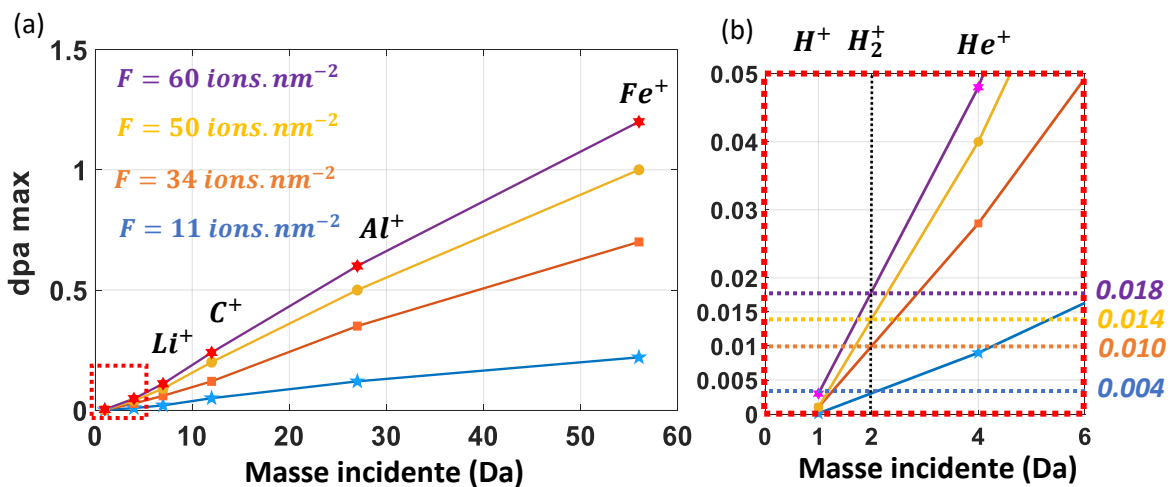 (a)
dpa max
1.5
1
0.5
0
F = 60 ions.nm⁻²
F = 50 ions.nm⁻²
F = 34 ions.nm⁻²
F = 11 ions.nm⁻²
Li⁺
C⁺
Al⁺
Fe⁺
0 10 20 30 40 50 60
Masse incidente (Da)
(b)
H⁺ H₂⁺ He⁺
0.05
0.04
0.03
0.02
0.015
0.01
0.005
0
0.018
0.014
0.010
0.004
0 1 2 3 4 5 6
Masse incidente (Da)